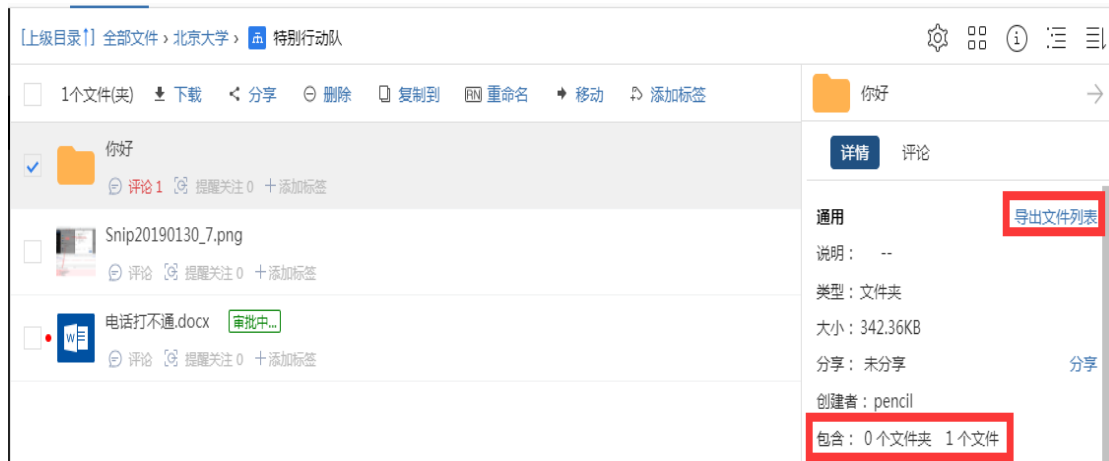 [上级目录↑] 全部文件 › 北京大学 › 特别行动队
1个文件(夹) 下载 分享 删除 复制到 RN 重命名 移动 添加标签
你好
评论 1 提醒关注 0 +添加标签
Snip20190130_7.png
评论 提醒关注 0 +添加标签
电话打不通.docx 审批中...
评论 提醒关注 0 +添加标签
你好
详情 评论
通用 导出文件列表
说明： --
类型：文件夹
大小：342.36KB
分享： 未分享 分享
创建者：pencil
包含： 0个文件夹 1个文件